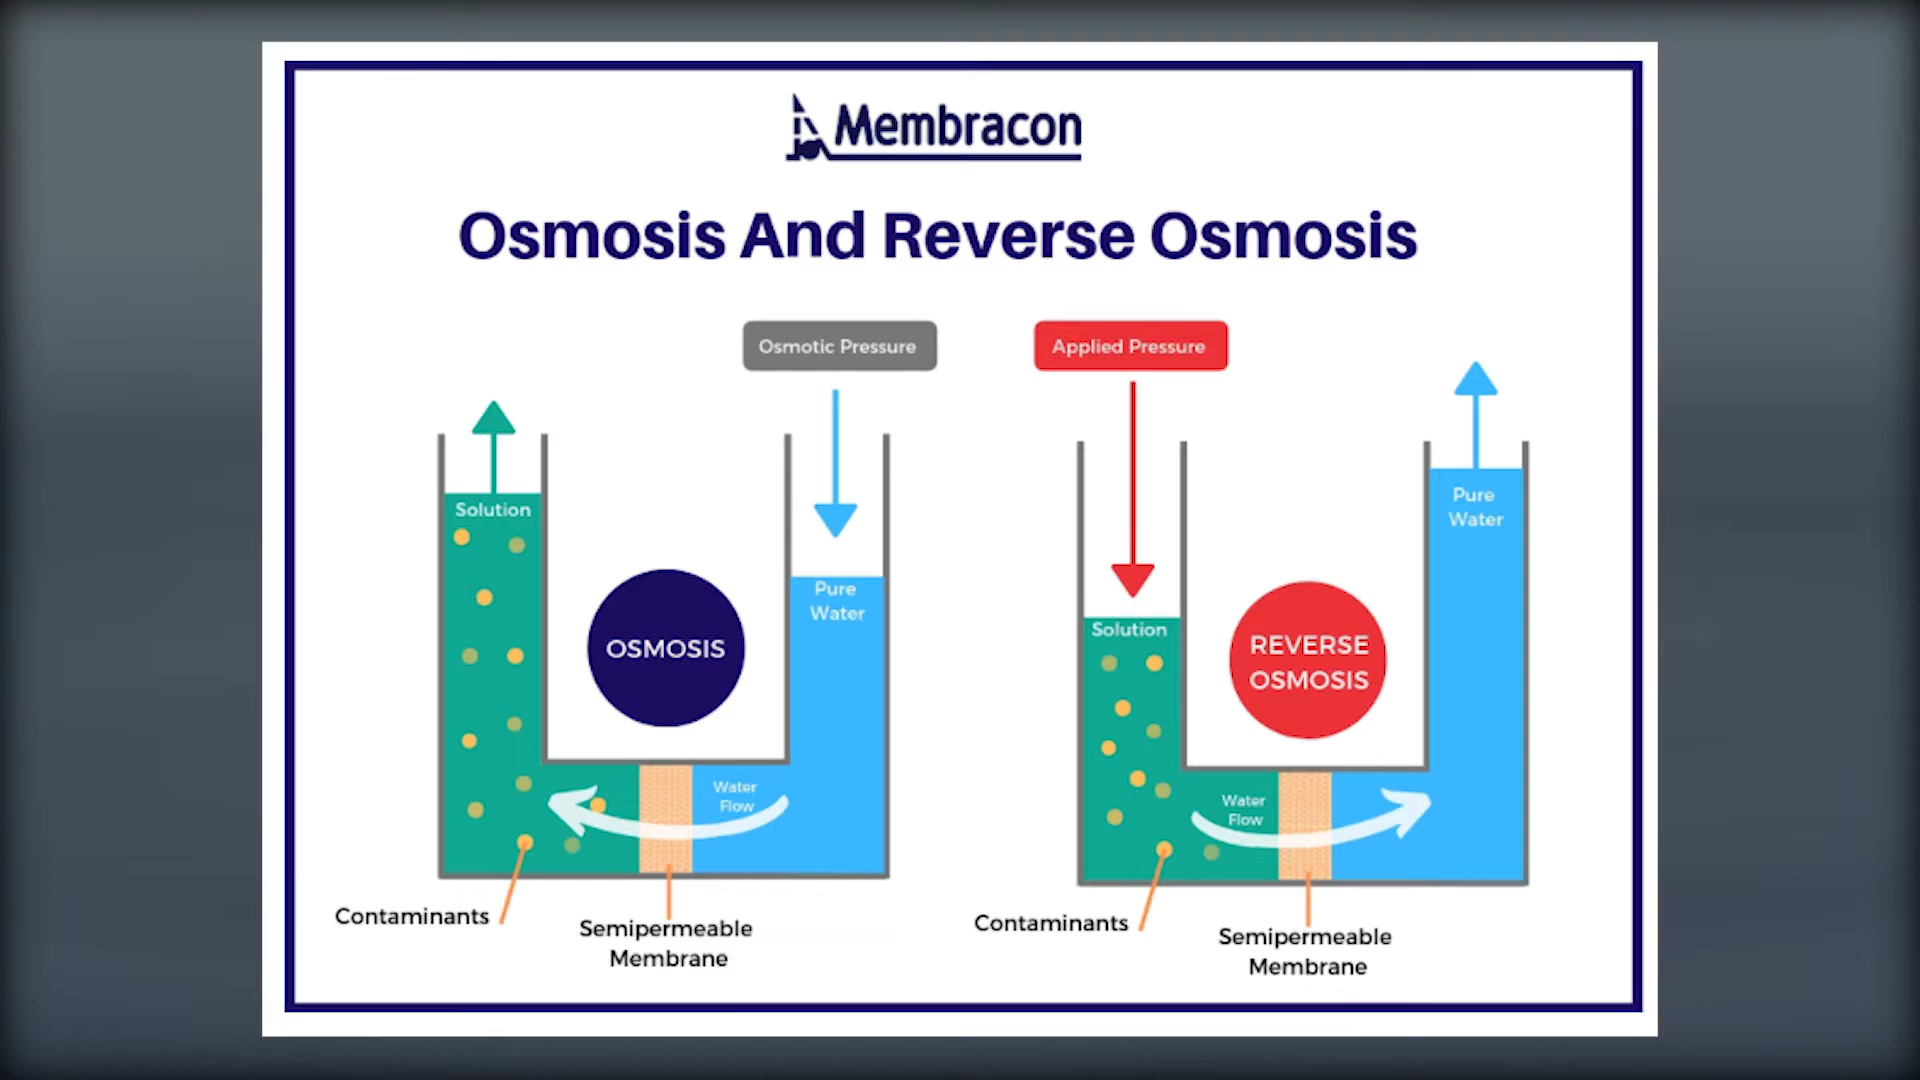 Membracon
Osmosis And Reverse Osmosis
Osmotic Pressure
Applied Pressure
Solution
Pure
Water
OSMOSIS
Water
Flow
Contaminants
Semipermeable
Membrane
Solution
Pure
Water
REVERSE
OSMOSIS
Water
Flow
Contaminants
Semipermeable
Membrane